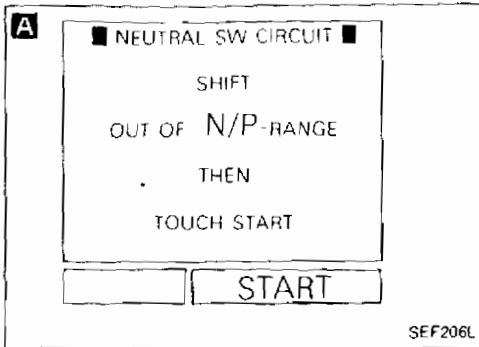 A
■ NEUTRAL SW CIRCUIT ■
SHIFT
OUT OF N/P-RANGE
THEN
TOUCH START
START
SEF206L